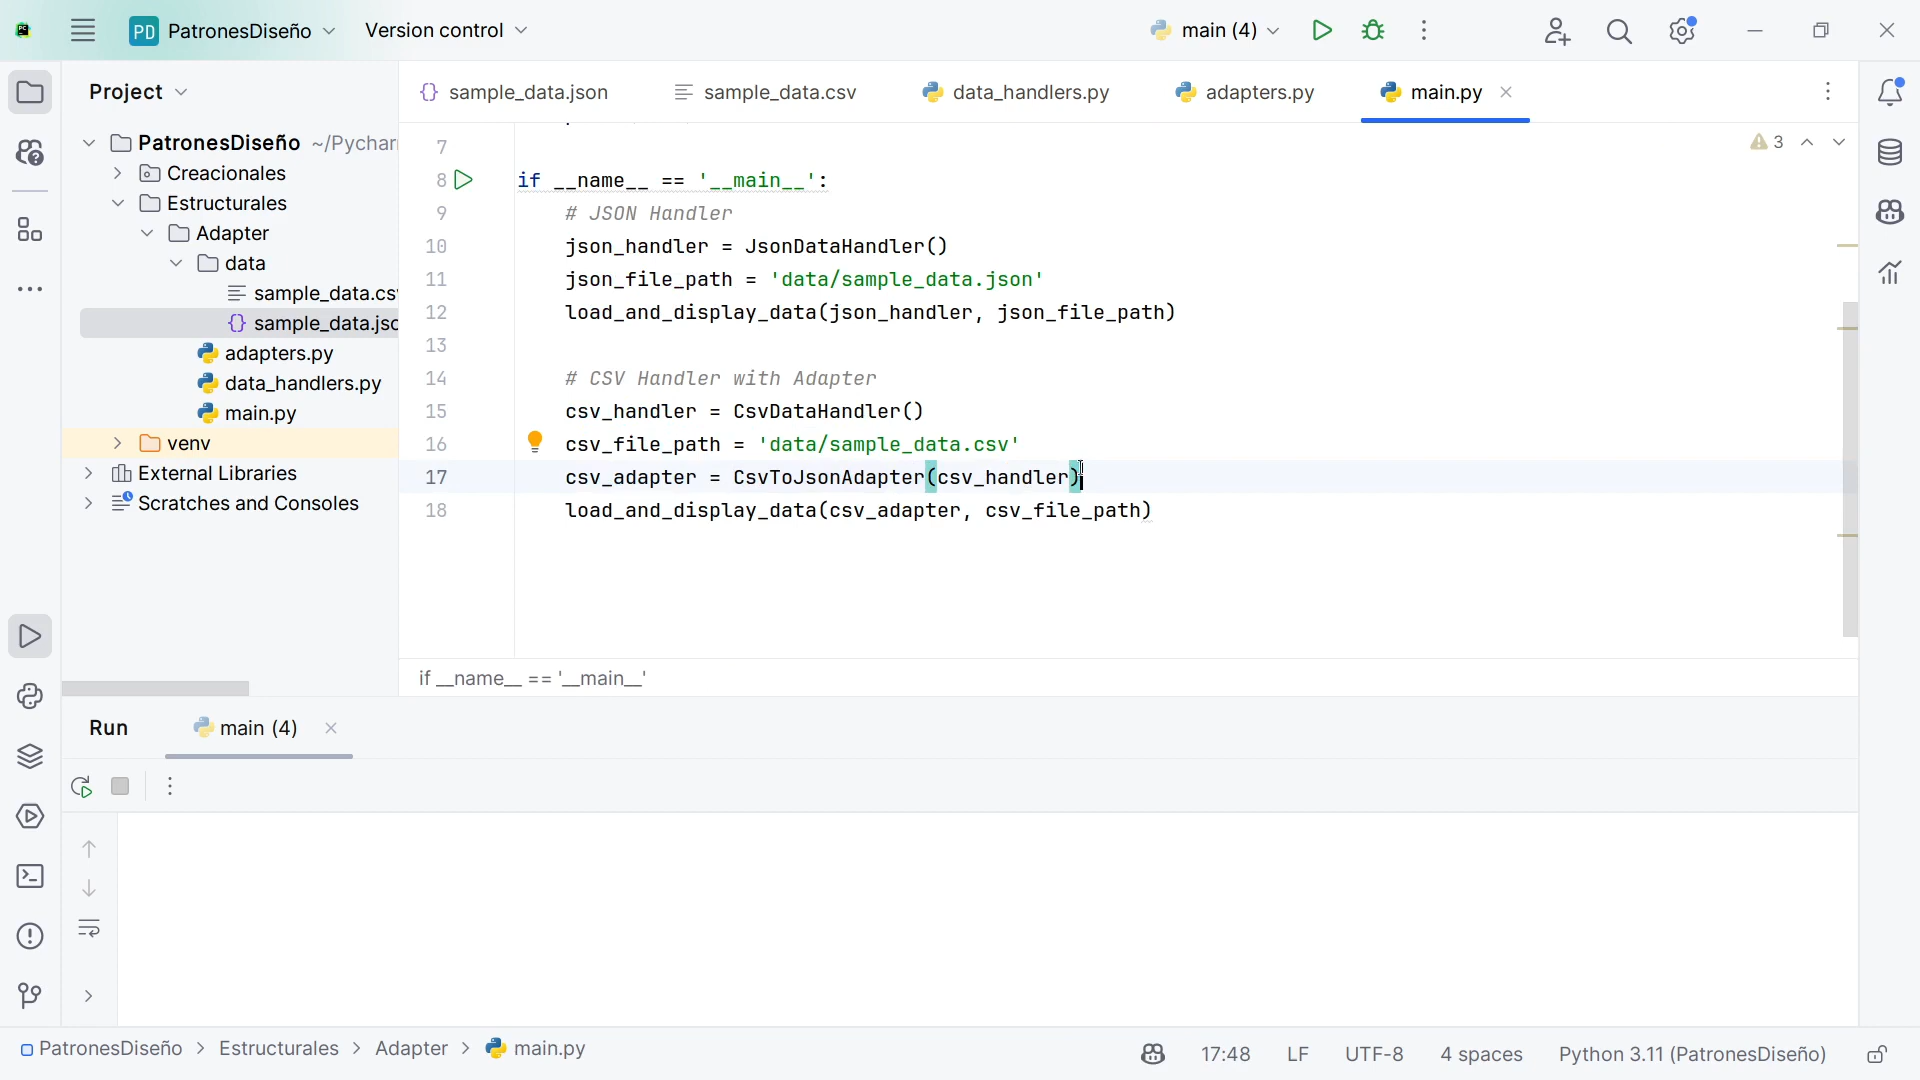 PD PatronesDiseño Version control main (4)
Project
sample_data.json sample_data.csv data_handlers.py adapters.py main.py
PatronesDiseño ~/Pychar
Creacionales
Estructurales
Adapter
data
sample_data.cs
sample_data.jsc
adapters.py
data_handlers.py
main.py
venv
External Libraries
Scratches and Consoles
3
7
8 if __name__ == '__main__':
9 # JSON Handler
10 json_handler = JsonDataHandler()
11 json_file_path = 'data/sample_data.json'
12 load_and_display_data(json_handler, json_file_path)
13
14 # CSV Handler with Adapter
15 csv_handler = CsvDataHandler()
16 csv_file_path = 'data/sample_data.csv'
17 csv_adapter = CsvToJsonAdapter(csv_handler)
18 load_and_display_data(csv_adapter, csv_file_path)
if __name__ == '__main__'
Run main (4)
PatronesDiseño > Estructurales > Adapter > main.py
17:48 LF UTF-8 4 spaces Python 3.11 (PatronesDiseño)